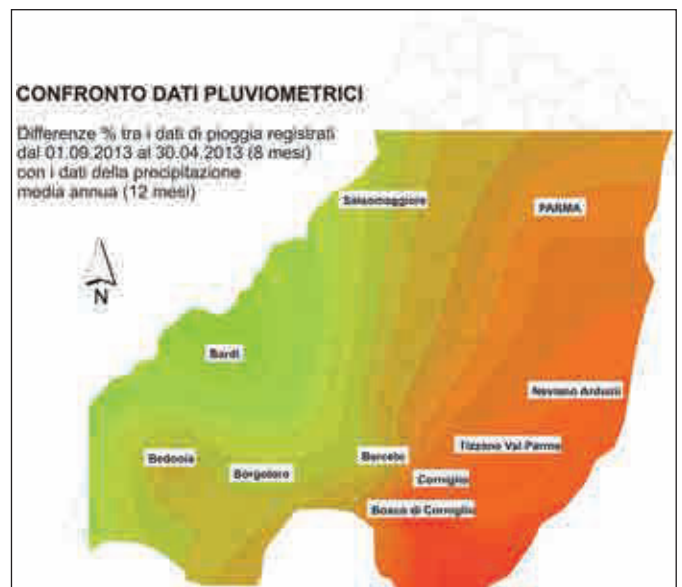 CONFRONTO DATI PLUVIOMETRICI
Differenze % tra i dati di pioggia registrati
dal 01.09.2013 al 30.04.2013 (8 mesi)
con i dati della precipitazione
media annua (12 mesi)
Salsomaggiore
PARMA
N
Bardi
Neviano Arduini
Tizzano Val Parma
Bedonia
Berceto
Borgotaro
Corniglio
Bosco di Corniglio